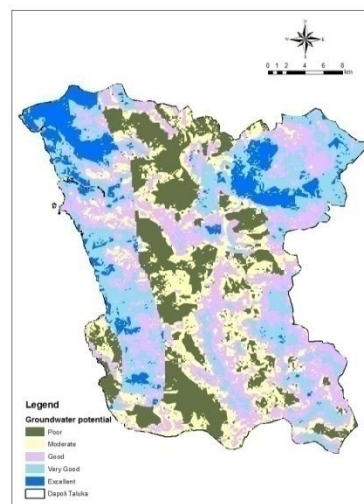 N
0 1 2 4 6 8
km
Legend
Groundwater potential
Poor
Moderate
Good
Very Good
Excellent
Dapoli Taluka